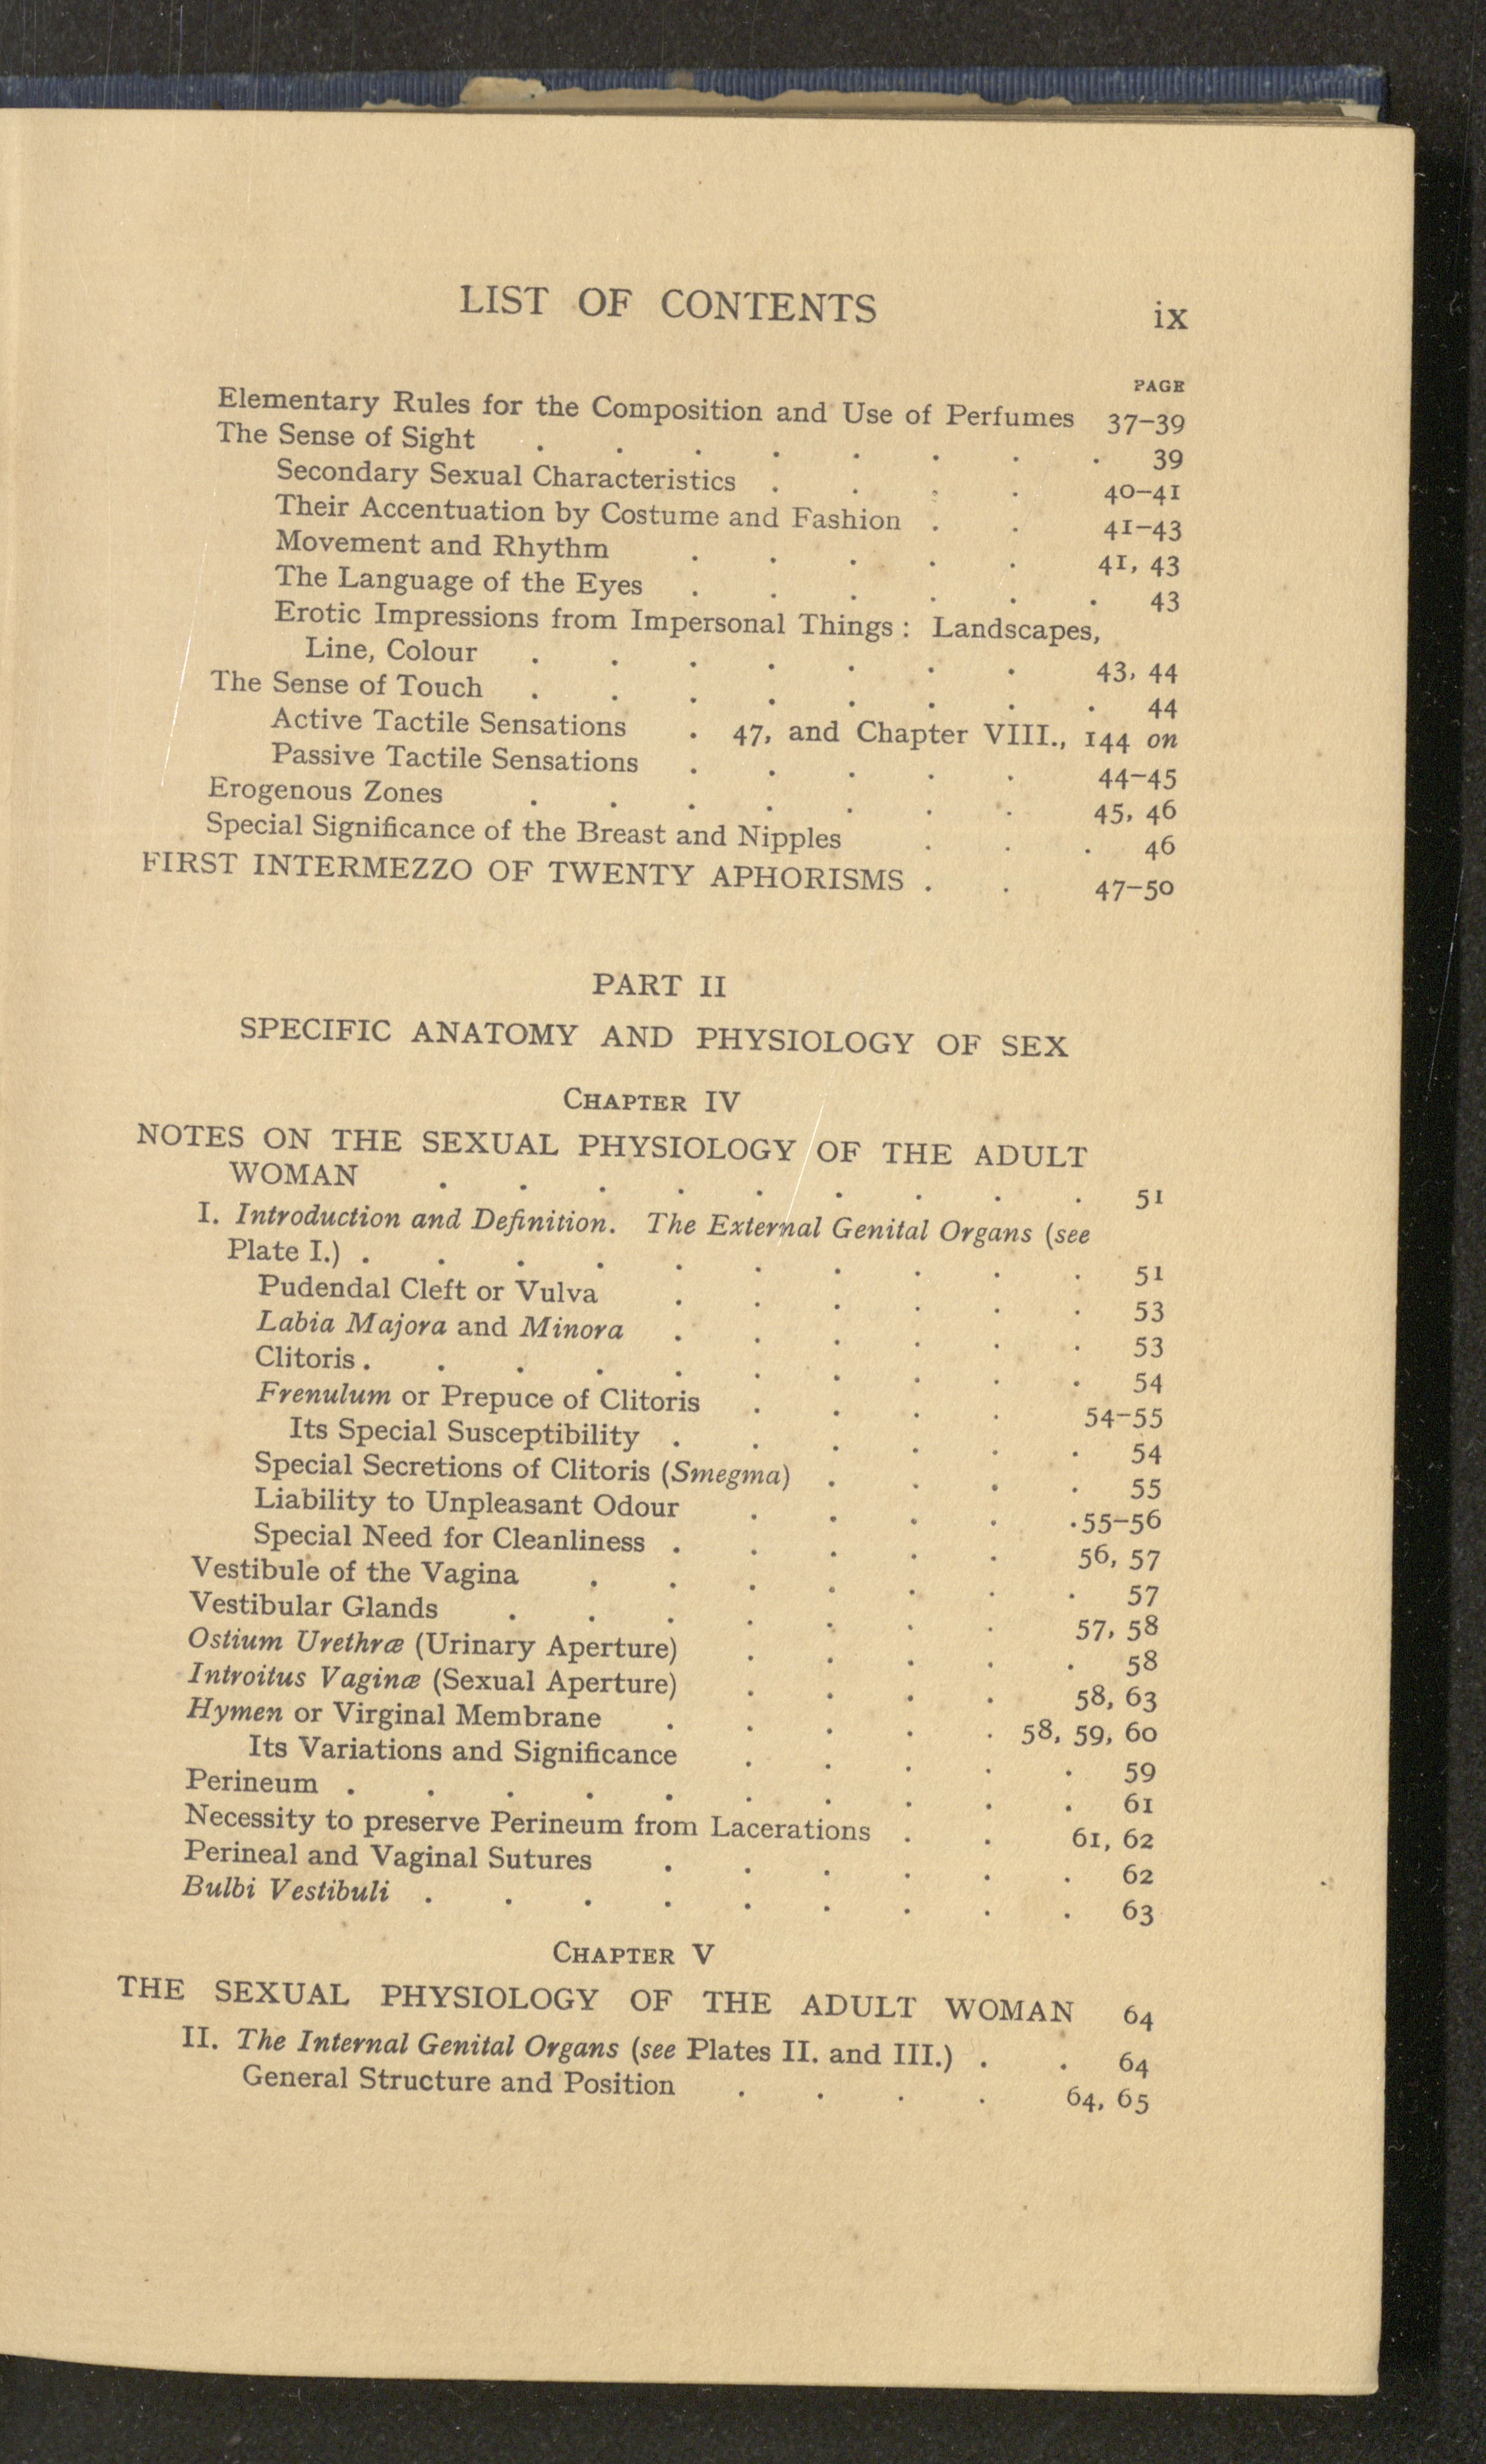 LIST OF CONTENTS ix
PAGE
Elementary Rules for the Composition and Use of Perfumes 37–39
The Sense of Sight . . . . . . . . 39
Secondary Sexual Characteristics . . . . 40–41
Their Accentuation by Costume and Fashion . . 41–43
Movement and Rhythm . . . . . 41, 43
The Language of the Eyes . . . . . . 43
Erotic Impressions from Impersonal Things : Landscapes,
Line, Colour . . . . . . . 43, 44
The Sense of Touch . . . . . . . . 44
Active Tactile Sensations . 47, and Chapter VIII., 144 on
Passive Tactile Sensations . . . . . 44–45
Erogenous Zones . . . . . . . 45, 46
Special Significance of the Breast and Nipples . . . 46
FIRST INTERMEZZO OF TWENTY APHORISMS . . 47–50
PART II
SPECIFIC ANATOMY AND PHYSIOLOGY OF SEX
CHAPTER IV
NOTES ON THE SEXUAL PHYSIOLOGY OF THE ADULT
WOMAN . . . . . . . . . 51
I. Introduction and Definition. The External Genital Organs (see
Plate I.) . . . . . . . . . . 51
Pudendal Cleft or Vulva . . . . . . 53
Labia Majora and Minora . . . . . . 53
Clitoris . . . . . . . . . . 54
Frenulum or Prepuce of Clitoris . . . . 54–55
Its Special Susceptibility . . . . . . 54
Special Secretions of Clitoris (Smegma) . . . . 55
Liability to Unpleasant Odour . . . . . 55–56
Special Need for Cleanliness . . . . . 56, 57
Vestibule of the Vagina . . . . . . . 57
Vestibular Glands . . . . . . . 57, 58
Ostium Urethræ (Urinary Aperture) . . . . . 58
Introitus Vaginæ (Sexual Aperture) . . . . 58, 63
Hymen or Virginal Membrane . . . . . 58, 59, 60
Its Variations and Significance . . . . . 59
Perineum . . . . . . . . . . 61
Necessity to preserve Perineum from Lacerations . . 61, 62
Perineal and Vaginal Sutures . . . . . . 62
Bulbi Vestibuli . . . . . . . . . 63
CHAPTER V
THE SEXUAL PHYSIOLOGY OF THE ADULT WOMAN 64
II. The Internal Genital Organs (see Plates II. and III.) . . 64
General Structure and Position . . . . 64, 65